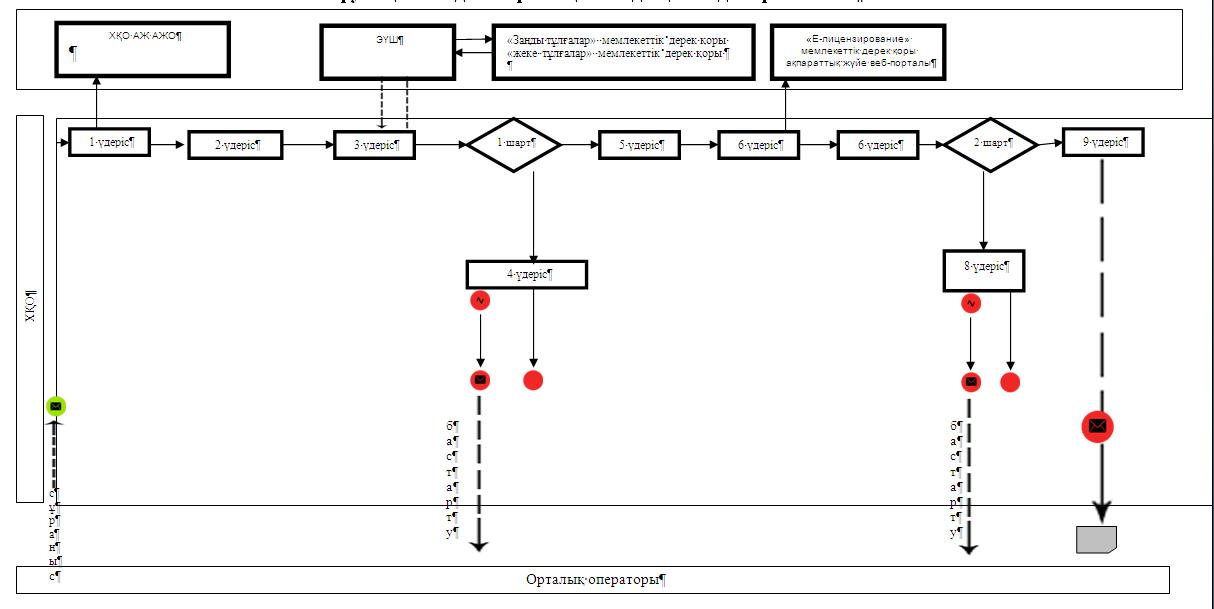 ХҚО АЖ АЖО¶
¶
ЭҮШ¶
«Заңды тұлғалар» мемлекеттік дерек қоры
«жеке тұлғалар» мемлекеттік дерек қоры ¶
¶
«Е-лицензирование»
мемлекеттік дерек қоры
ақпараттық жүйе веб-порталы¶
1 үдеріс¶
2 үдеріс¶
3 үдеріс¶
1 шарт¶
5 үдеріс¶
6 үдеріс¶
6 үдеріс¶
2 шарт¶
9 үдеріс¶
4 үдеріс¶
8 үдеріс¶
ХҚО¶
с¶
ұ¶
р¶
а¶
н¶
ы¶
с¶
б¶
а¶
с¶
т¶
а¶
р¶
т¶
у¶
б¶
а¶
с¶
т¶
а¶
р¶
т¶
у¶
Орталық операторы¶